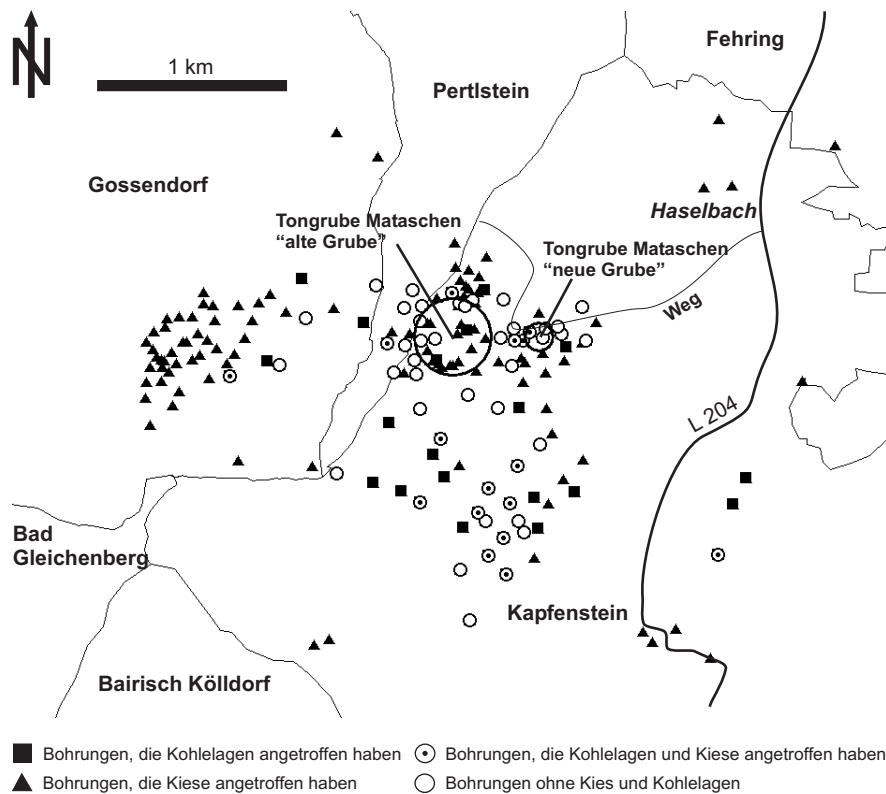 N
1 km
Fehring
Pertlstein
Gossendorf
Haselbach
Tongrube Mataschen
“alte Grube”
Tongrube Mataschen
“neue Grube”
Weg
L 204
Bad
Gleichenberg
Kapfenstein
Bairisch Kölldorf
Bohrungen, die Kohlelagen angetroffen haben
Bohrungen, die Kohlelagen und Kiese angetroffen haben
Bohrungen, die Kiese angetroffen haben
Bohrungen ohne Kies und Kohlelagen